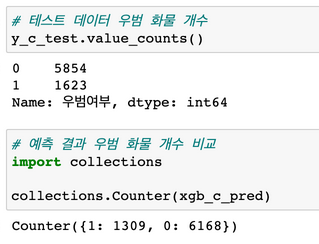 # 테스트 데이터 우범 화물 개수
y_c_test.value_counts()
0    5854
1    1623
Name: 우범여부, dtype: int64
# 예측 결과 우범 화물 개수 비교
import collections
collections.Counter(xgb_c_pred)
Counter({1: 1309, 0: 6168})